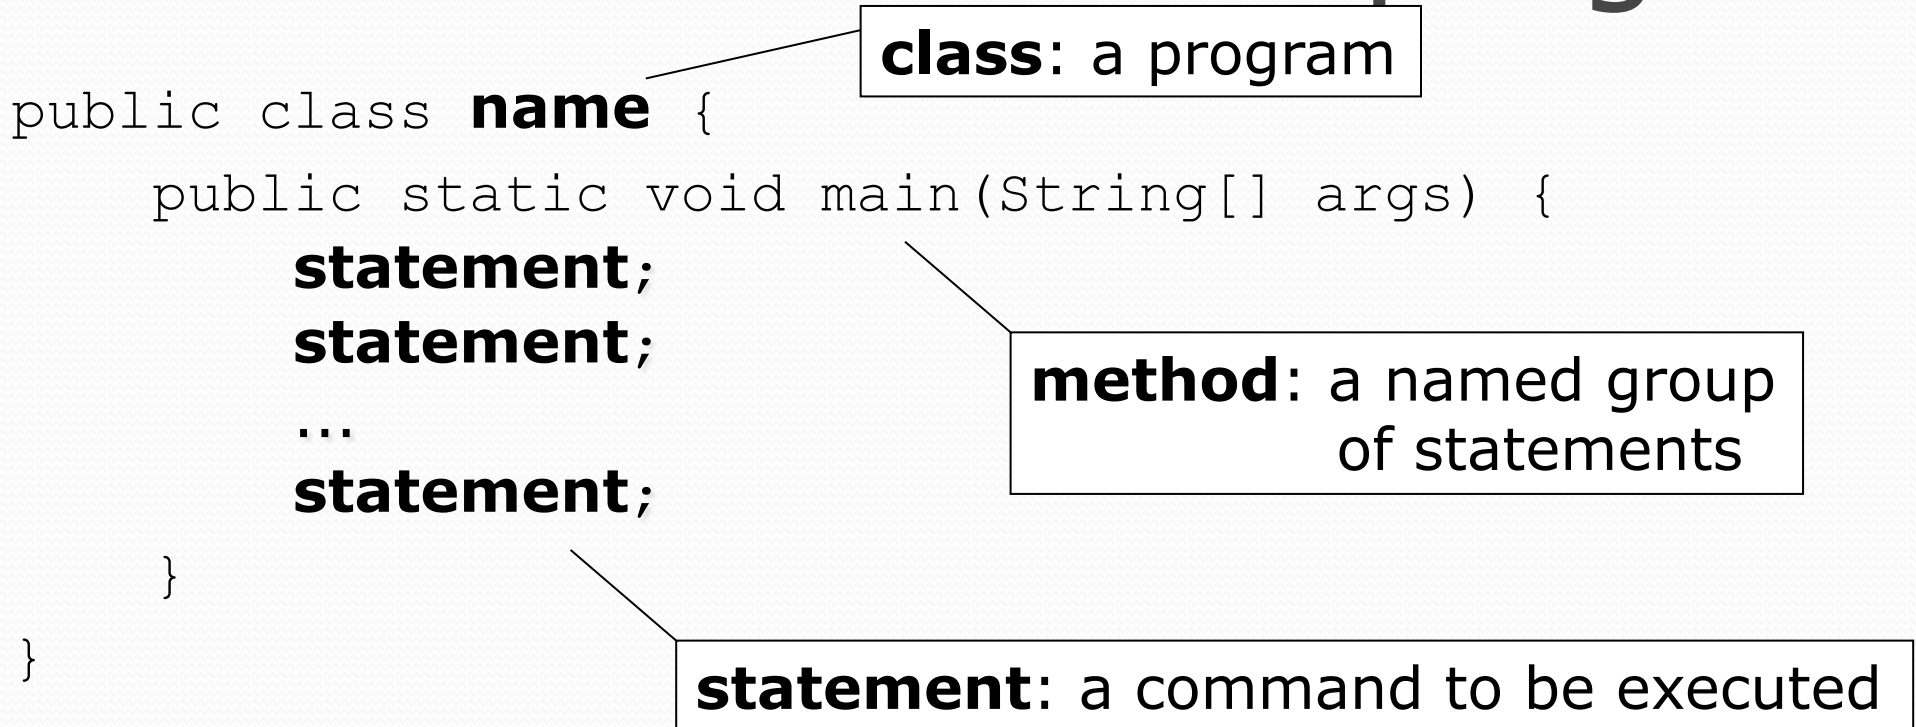 class: a program
public class name {
public static void main(String[] args) {
statement;
statement;
...
statement;
method: a named group
of statements
}
}
statement: a command to be executed